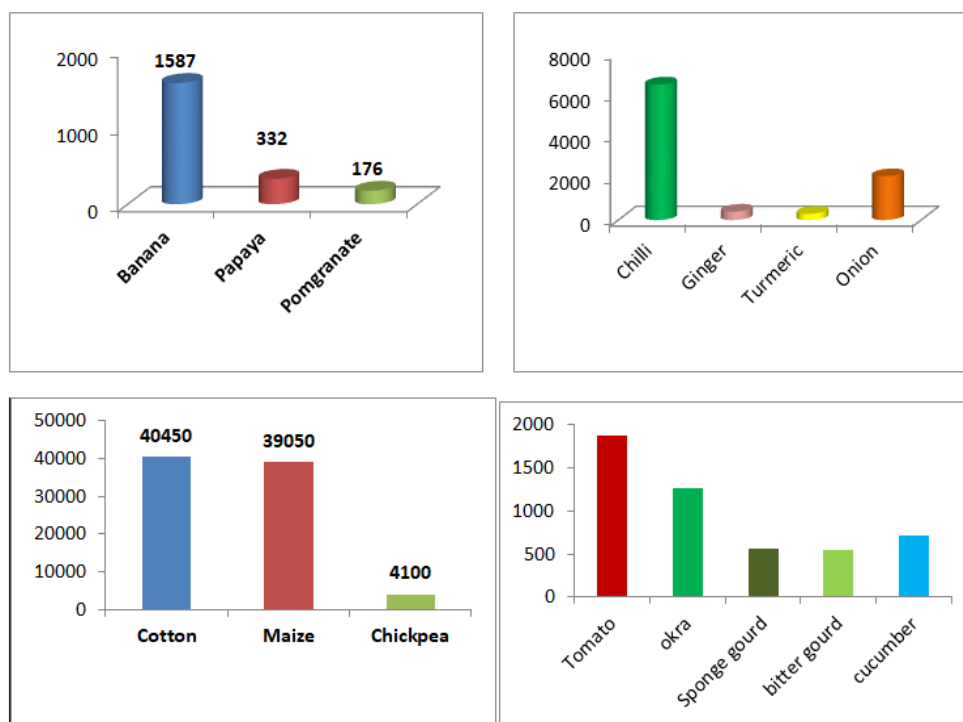 2000
1000
0
1587
332
176
Banana
Papaya
Pomgranate
8000
6000
4000
2000
0
Chilli
Ginger
Turmeric
Onion
50000
40000
30000
20000
10000
0
40450
39050
4100
Cotton
Maize
Chickpea
2000
1500
1000
500
0
Tomato
okra
Sponge gourd
bitter gourd
cucumber